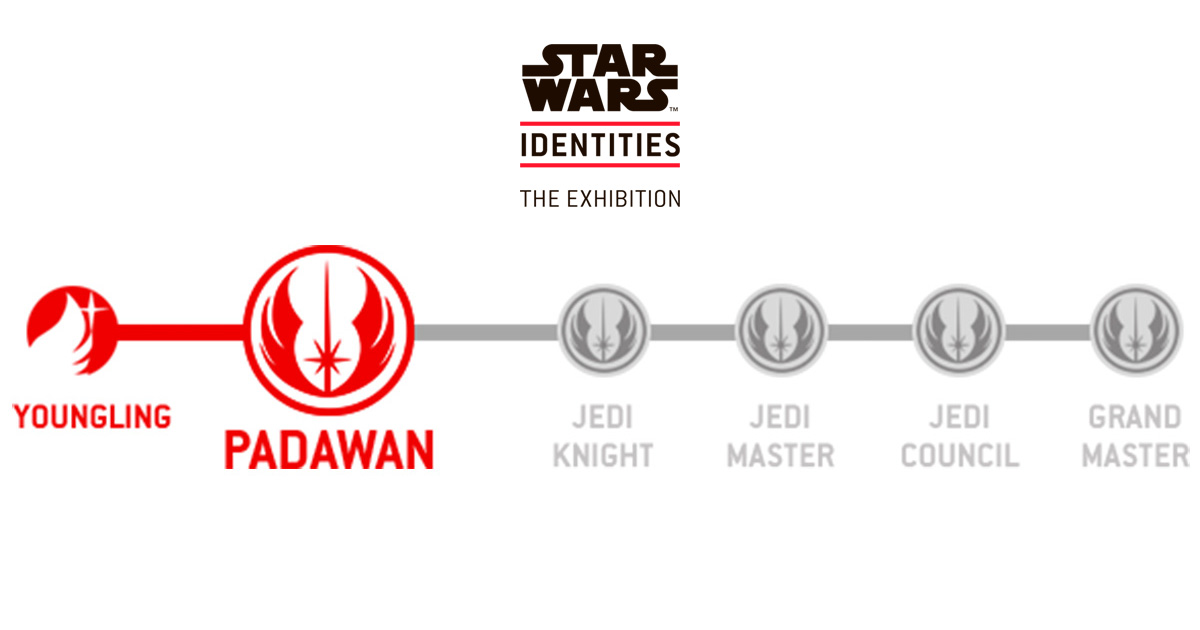 STAR
WARS™
IDENTITIES
THE EXHIBITION
YOUNGLING
PADAWAN
JEDI
KNIGHT
JEDI
MASTER
JEDI
COUNCIL
GRAND
MASTER